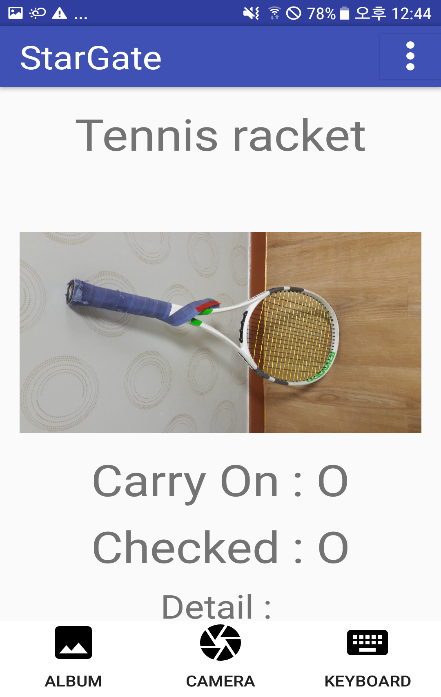 ... 78% 오후 12:44
StarGate
Tennis racket
Carry On : O
Checked : O
Detail :
ALBUM CAMERA KEYBOARD